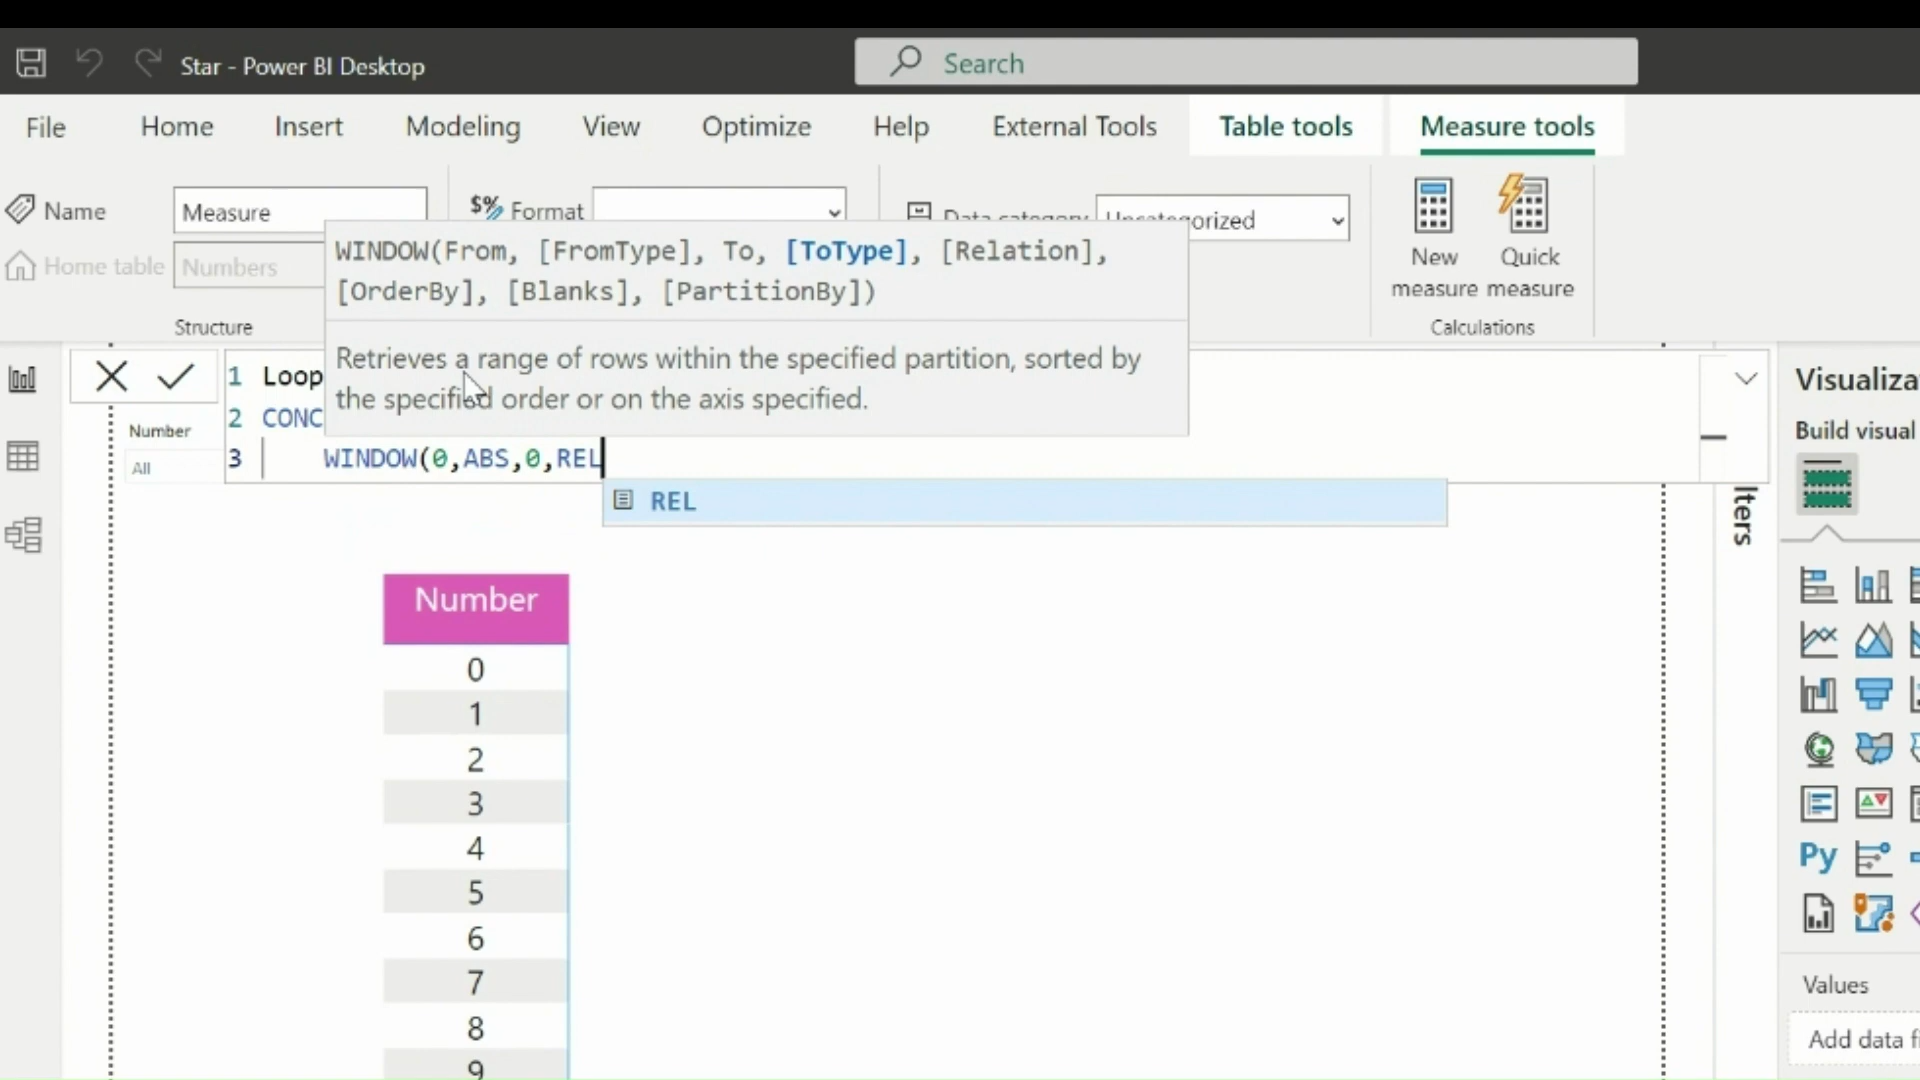 Star - Power BI Desktop
Search
File Home Insert Modeling View Optimize Help External Tools Table tools Measure tools
Name Measure
$% Format
Data category Uncategorized
Home table Numbers
Structure
New measure
Quick measure
Calculations
WINDOW(From, [FromType], To, [ToType], [Relation],
[OrderBy], [Blanks], [PartitionBy])
Retrieves a range of rows within the specified partition, sorted by
the specified order or on the axis specified.
1 Loop
2 CONC
3 WINDOW(0,ABS,0,REL
REL
Number
All
Number
0
1
2
3
4
5
6
7
8
9
lters
Visualiza
Build visual
Py
Values
Add data fi